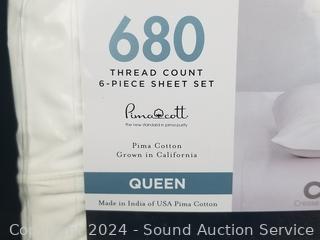 680
THREAD COUNT
6-PIECE SHEET SET
Pimacott
The new standard in pima purity
Pima Cotton
Grown in California
QUEEN
Made in India of USA Pima Cotton
Copyright 2024 - Sound Auction Service